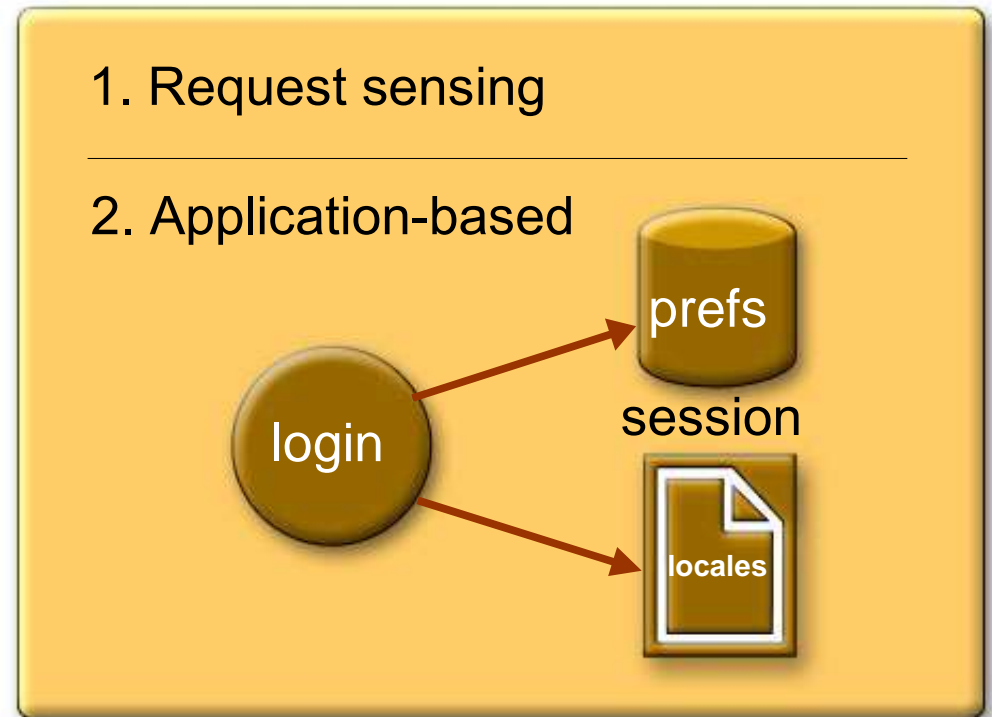 1. Request sensing
2. Application-based
prefs
session
login
locales